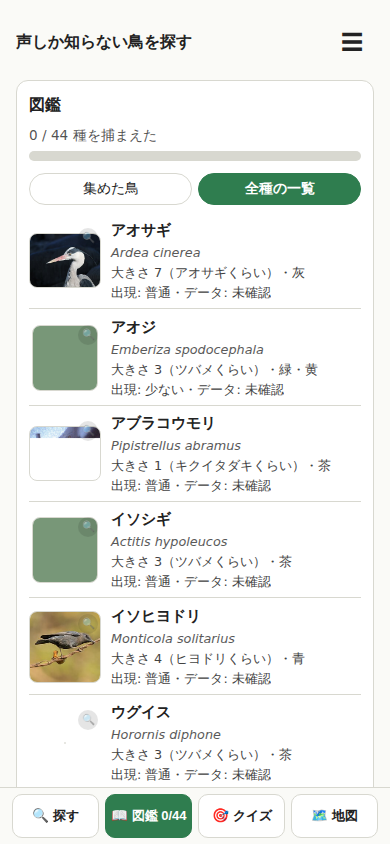 声しか知らない鳥を探す
図鑑
0 / 44 種を捕まえた
集めた鳥
全種の一覧
アオサギ
Ardea cinerea
大きさ 7（アオサギくらい）・灰
出現: 普通・データ: 未確認
アオジ
Emberiza spodocephala
大きさ 3（ツバメくらい）・緑・黄
出現: 少ない・データ: 未確認
アブラコウモリ
Pipistrellus abramus
大きさ 1（キクイタダキくらい）・茶
出現: 普通・データ: 未確認
イソシギ
Actitis hypoleucos
大きさ 3（ツバメくらい）・茶
出現: 普通・データ: 未確認
イソヒヨドリ
Monticola solitarius
大きさ 4（ヒヨドリくらい）・青
出現: 普通・データ: 未確認
ウグイス
Horornis diphone
大きさ 3（ツバメくらい）・茶
出現: 普通・データ: 未確認
🔍 探す
📖 図鑑 0/44
🎯 クイズ
🗺️ 地図